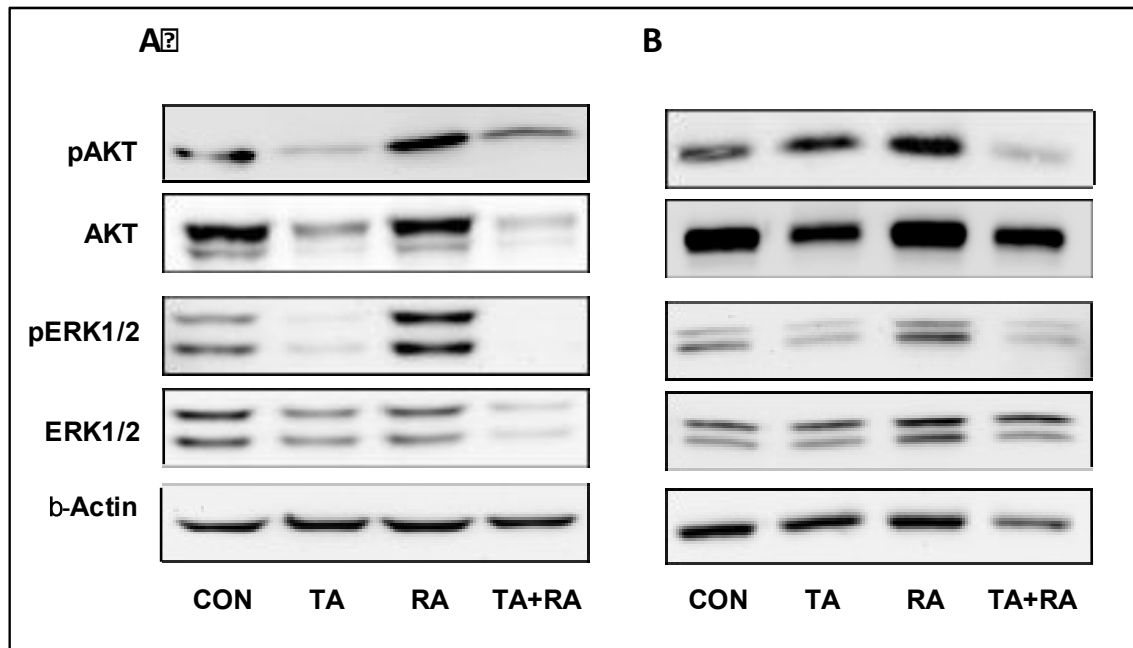 A⍰ B
pAKT
AKT
pERK1/2
ERK1/2
b-Actin
CON TA RA TA+RA CON TA RA TA+RA